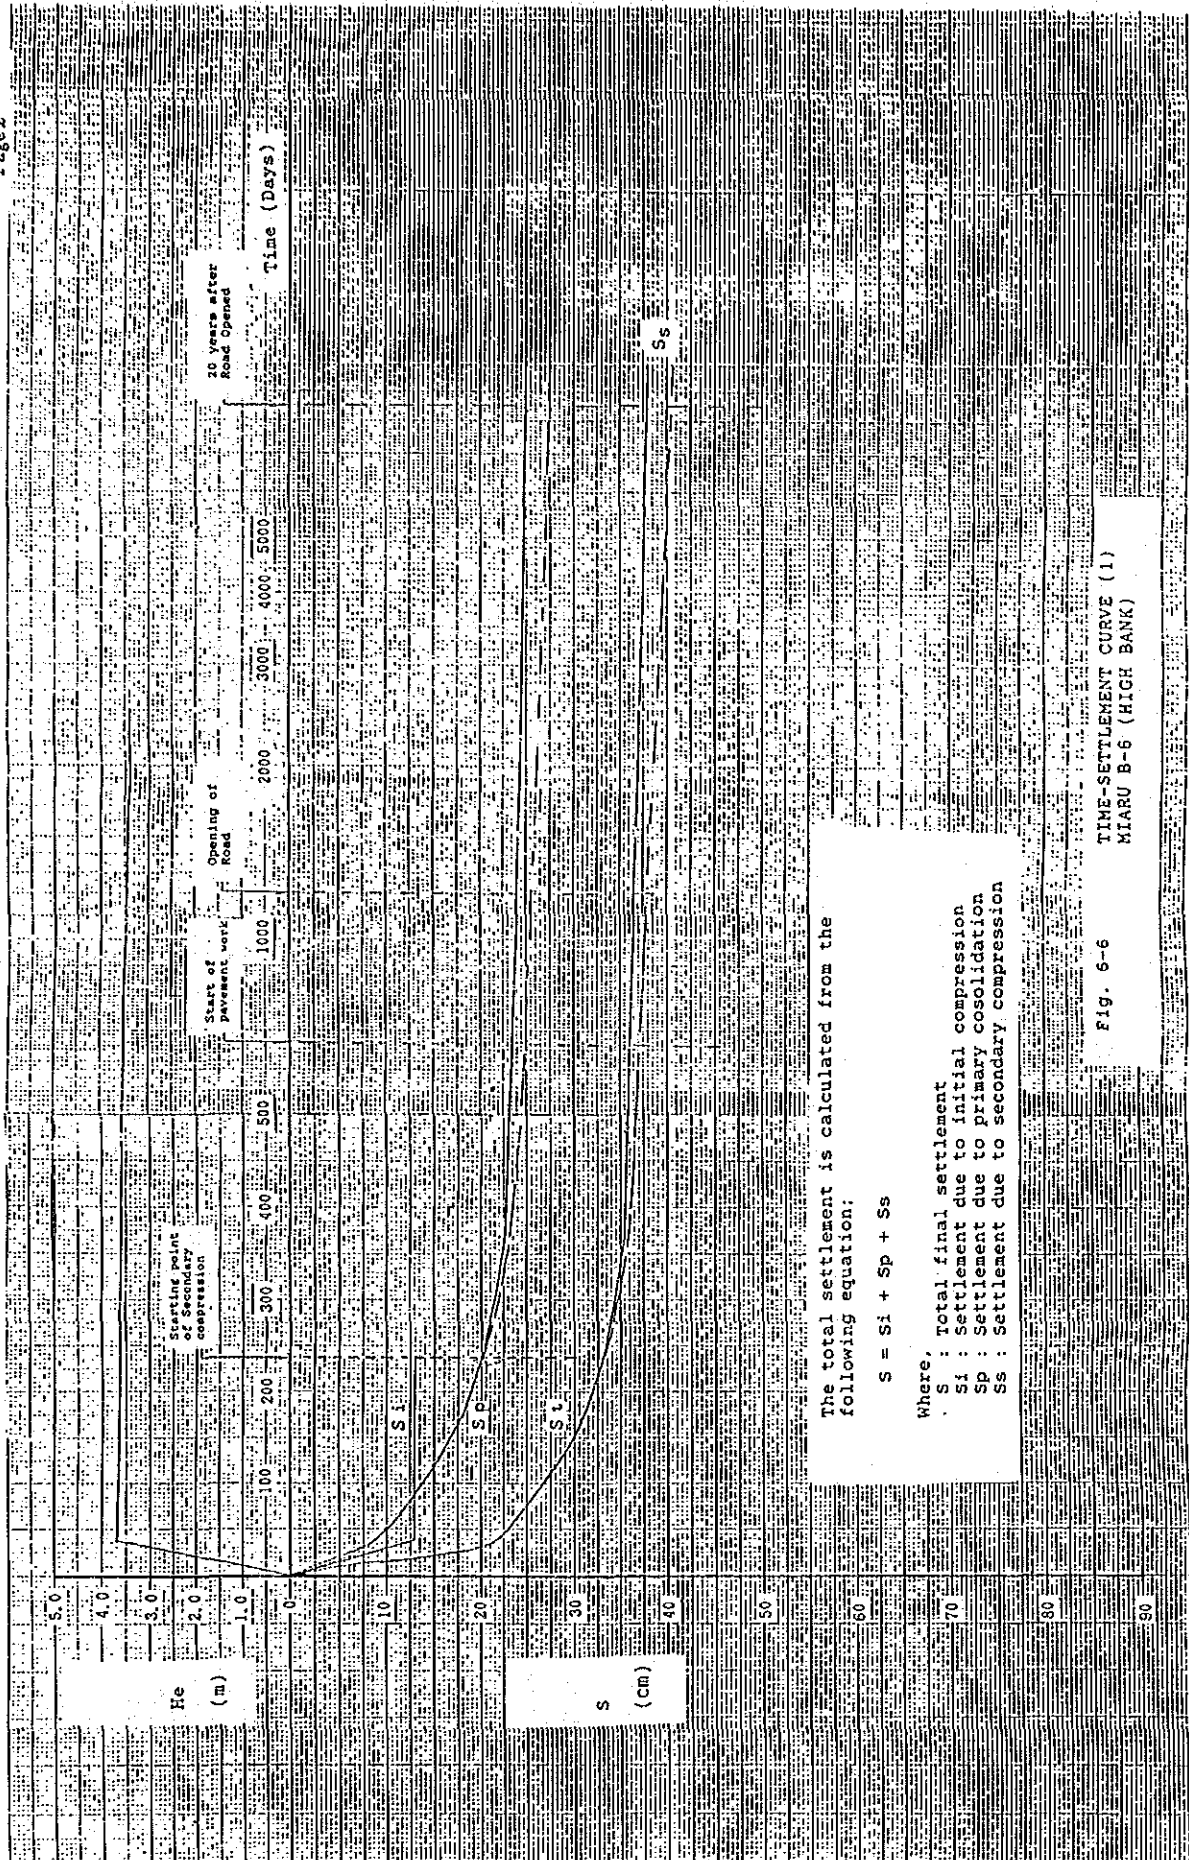 He
(m)
5.0
4.0
3.0
2.0
1.0
0
10
20
30
40
50
60
70
80
90
S
(cm)
100
200
300
400
500
1000
2000
3000
4000
5000
Time (Days)
Starting point
of Secondary
compression
Start of
pavement work
Opening of
Road
20 years after
Road Opened
Si
Sp
St
Ss
The total settlement is calculated from the
following equation:
S = Si + Sp + Ss
Where,
S : Total final settlement
Si : Settlement due to initial compression
Sp : Settlement due to primary cosolidation
Ss : Settlement due to secondary compression
Fig. 6-6 TIME-SETTLEMENT CURVE (1)
MIARU B-6 (HIGH BANK)